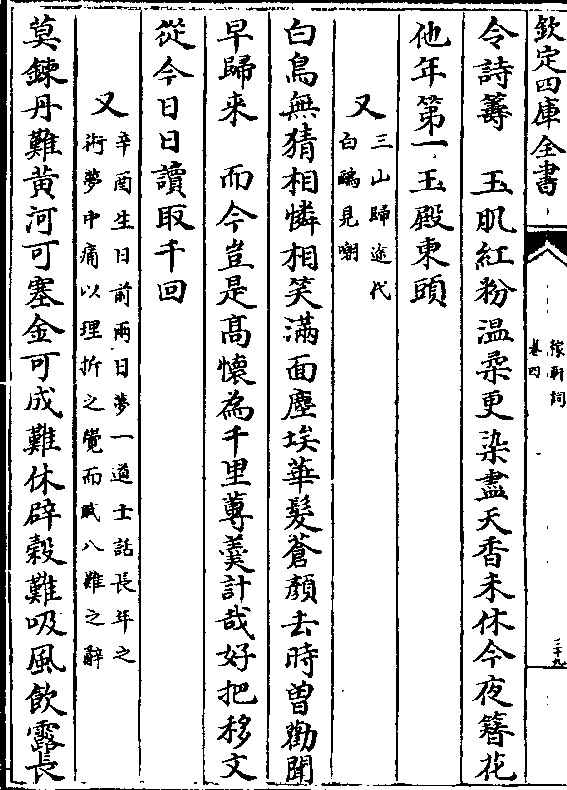 欽定四庫全書
稼軒詞
卷四
二十九
令詩籌　玉肌紅粉温柔更染盡天香未休今夜簪花
他年第一玉殿東頭
又
三山歸途代
白鷗見嘲
白鳥無猜相憐相笑滿面塵埃華髪蒼顔去時曽勸聞
早歸來　而今豈是髙懐為千里蓴羮計哉好把移文
從今日日讀取千回
又
辛酉生日前兩日夢一道士話長年之
術夢中痛以理折之覺而賦八難之辭
莫鍊丹難黄河可塞金可成難休辟榖難吸風飲露長